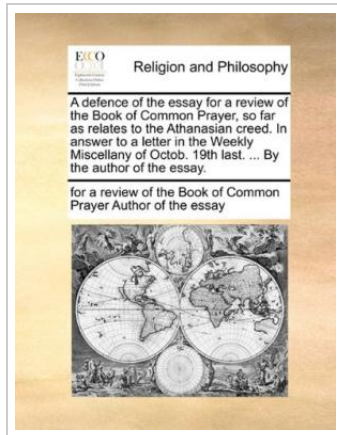 ECCO
Religion and Philosophy
A defence of the essay for a review of
the Book of Common Prayer, so far
as relates to the Athanasian creed. In
answer to a letter in the Weekly
Miscellany of Octob. 19th last. ... By
the author of the essay.
for a review of the Book of Common
Prayer Author of the essay